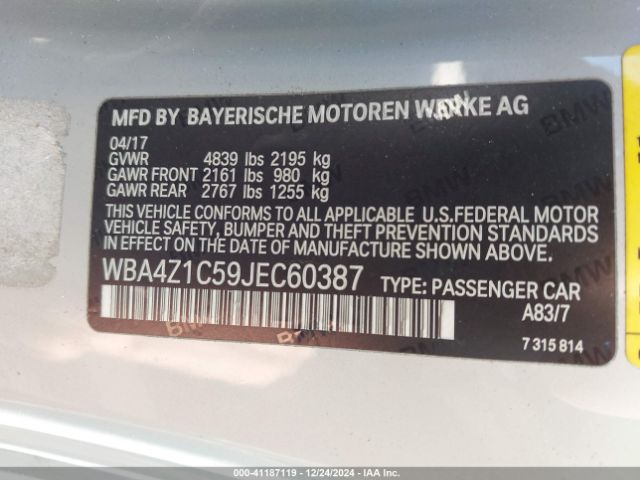 MFD BY BAYERISCHE MOTOREN WERKE AG
04/17
GVWR 4839 lbs 2195 kg
GAWR FRONT 2161 lbs 980 kg
GAWR REAR 2767 lbs 1255 kg
THIS VEHICLE CONFORMS TO ALL APPLICABLE U.S.FEDERAL MOTOR
VEHICLE SAFETY, BUMPER AND THEFT PREVENTION STANDARDS
IN EFFECT ON THE DATE OF MANUFACTURE SHOWN ABOVE.
WBA4Z1C59JEC60387 TYPE: PASSENGER CAR
A83/7
7 315 814
000-41187119 - 12/24/2024 - IAA Inc.